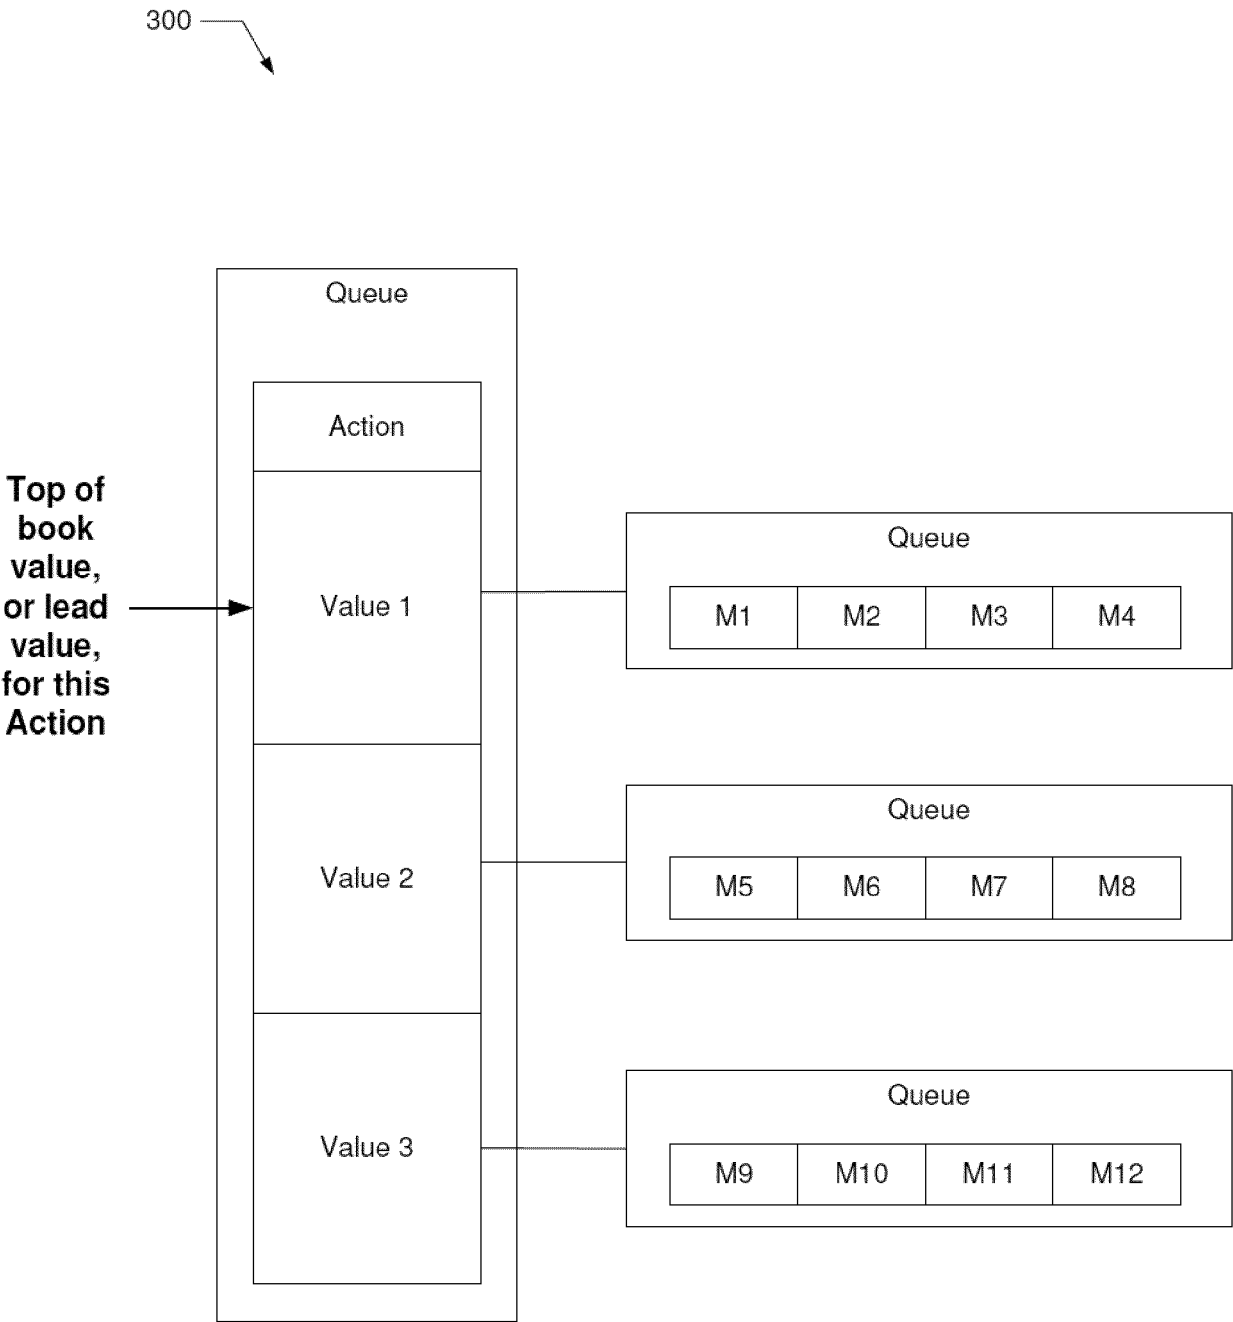 300
Queue
Action
Top of
book
value,
or lead
value,
for this
Action
Value 1
Queue
M1 M2 M3 M4
Value 2
Queue
M5 M6 M7 M8
Value 3
Queue
M9 M10 M11 M12